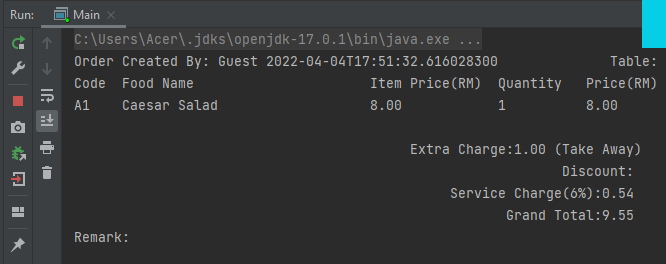 Run: Main
C:\Users\Acer\.jdks\openjdk-17.0.1\bin\java.exe ...
Order Created By: Guest 2022-04-04T17:51:32.616028300 Table:
Code Food Name Item Price(RM) Quantity Price(RM)
A1 Caesar Salad 8.00 1 8.00
Extra Charge:1.00 (Take Away)
Discount:
Service Charge(6%):0.54
Grand Total:9.55
Remark: